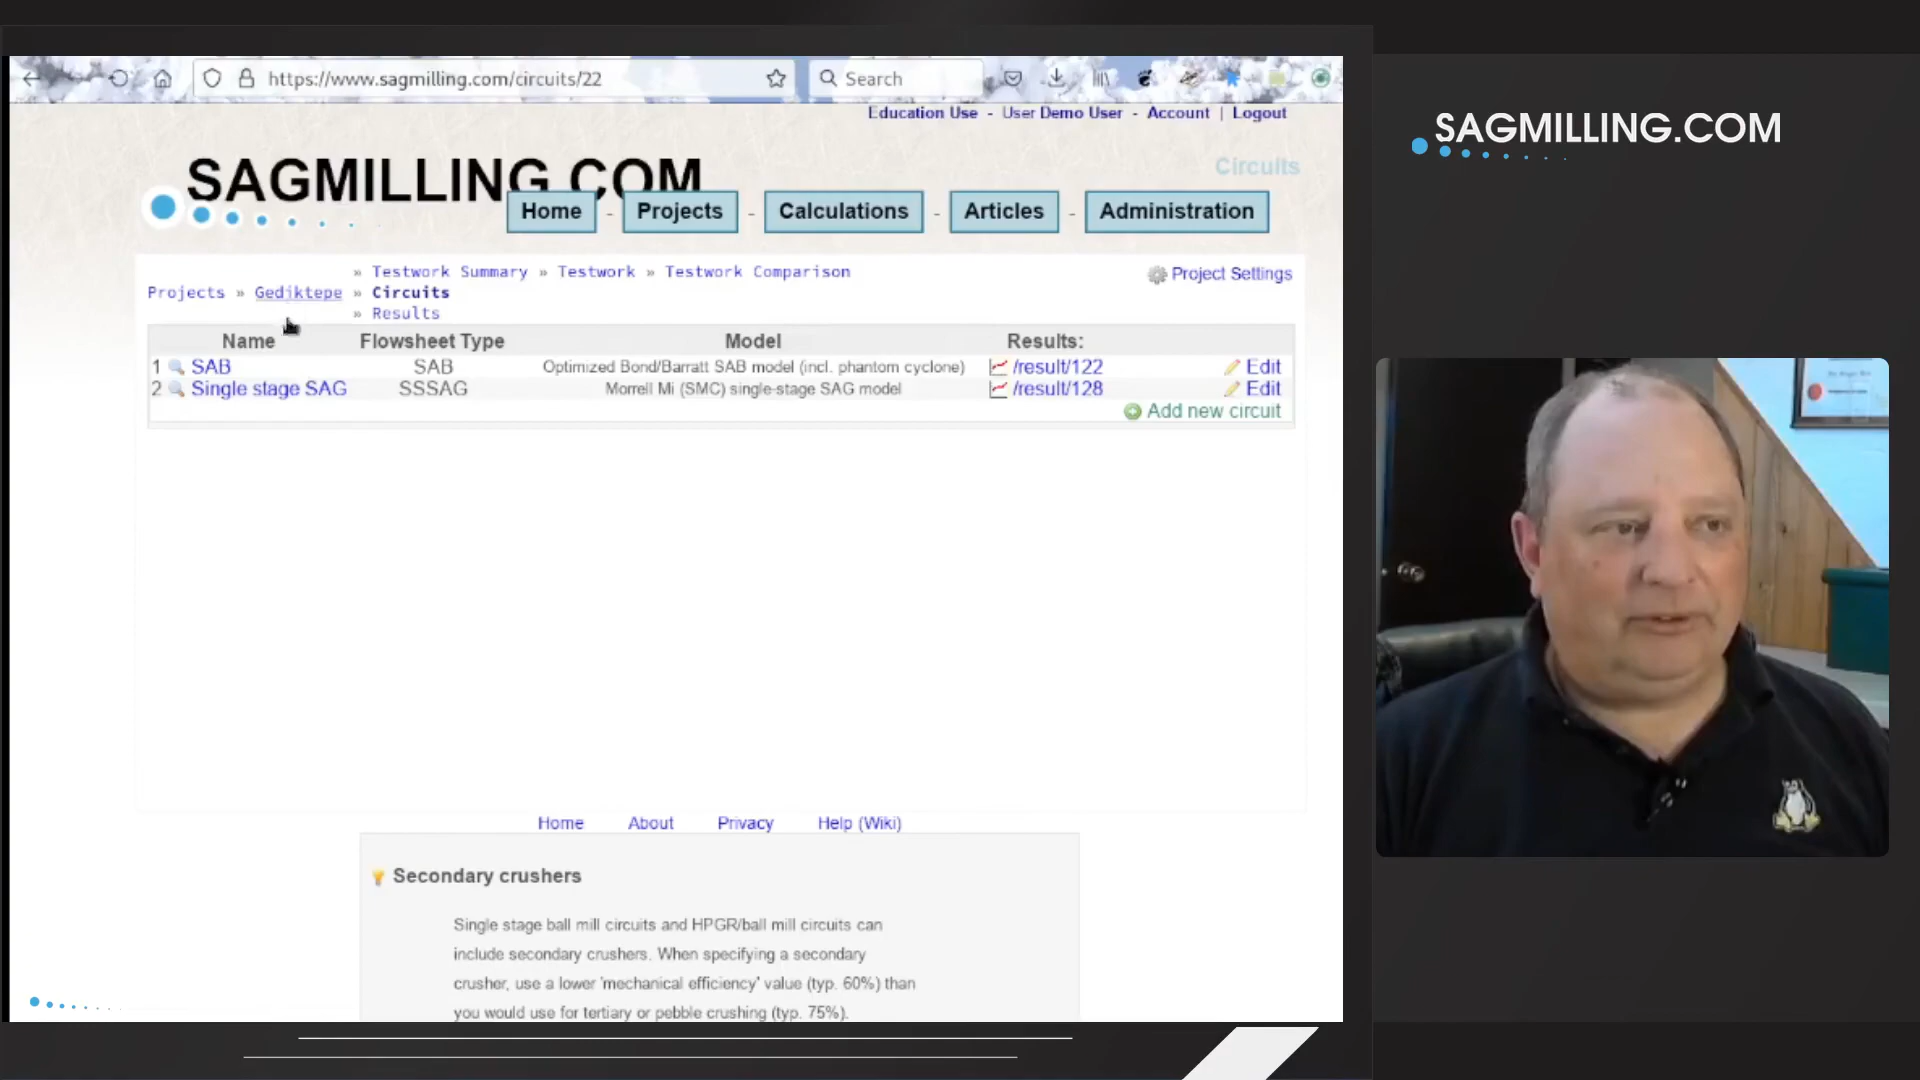 https://www.sagmilling.com/circuits/22
Search
Education Use - User Demo User - Account | Logout
SAGMILLING.COM
Circuits
Home - Projects - Calculations - Articles - Administration
» Testwork Summary » Testwork » Testwork Comparison
Project Settings
Projects » Gediktepe » Circuits
» Results
Name Flowsheet Type Model Results:
1 SAB SAB Optimized Bond/Barratt SAB model (incl. phantom cyclone) /result/122 Edit
2 Single stage SAG SSSAG Morrell Mi (SMC) single-stage SAG model /result/128 Edit
Add new circuit
Home About Privacy Help (Wiki)
Secondary crushers
Single stage ball mill circuits and HPGR/ball mill circuits can
include secondary crushers. When specifying a secondary
crusher, use a lower 'mechanical efficiency' value (typ. 60%) than
you would use for tertiary or pebble crushing (typ. 75%).
SAGMILLING.COM